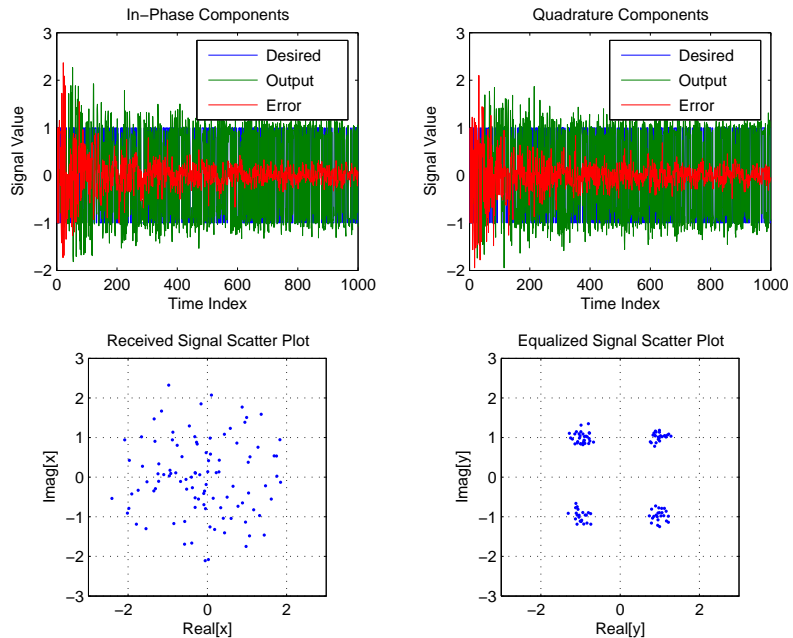 In−Phase Components
Signal Value
3
2
1
0
−1
−2
0 200 400 600 800 1000
Time Index
Desired
Output
Error
Quadrature Components
Signal Value
3
2
1
0
−1
−2
0 200 400 600 800 1000
Time Index
Desired
Output
Error
Received Signal Scatter Plot
Imag[x]
3
2
1
0
−1
−2
−3
−2 0 2
Real[x]
Equalized Signal Scatter Plot
Imag[y]
3
2
1
0
−1
−2
−3
−2 0 2
Real[y]